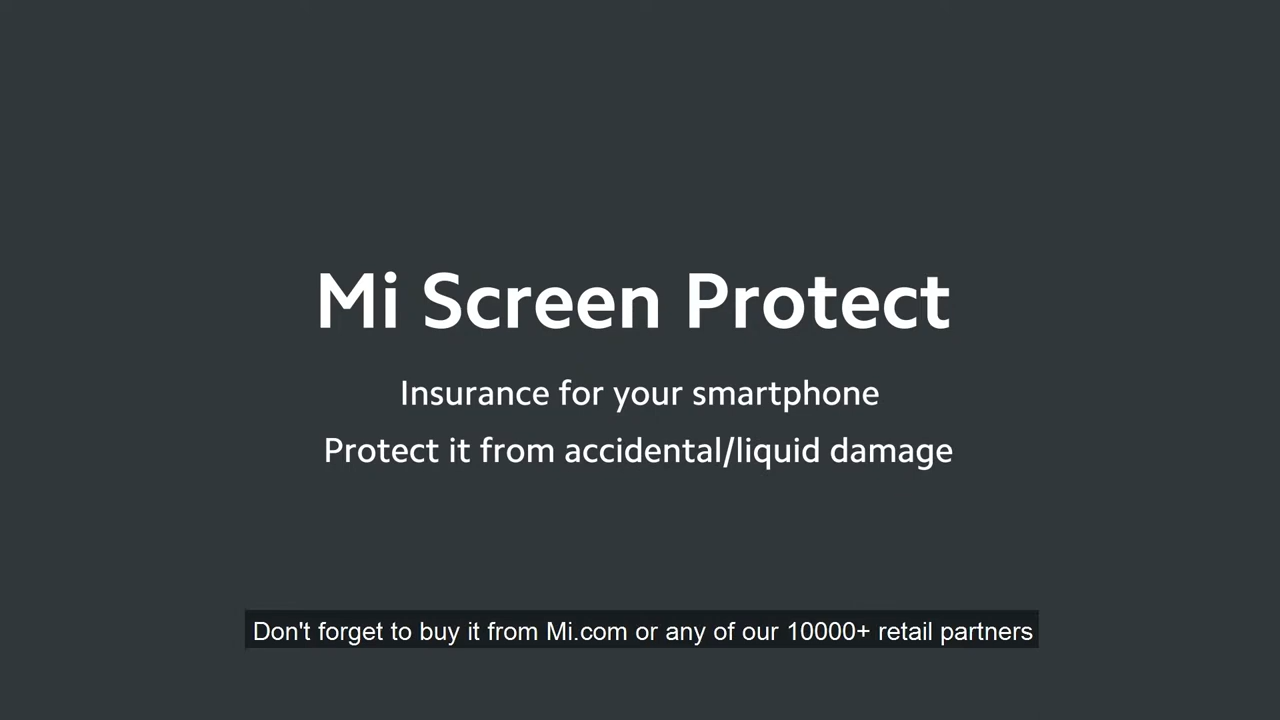 Mi Screen Protect
Insurance for your smartphone
Protect it from accidental/liquid damage
Don't forget to buy it from Mi.com or any of our 10000+ retail partners